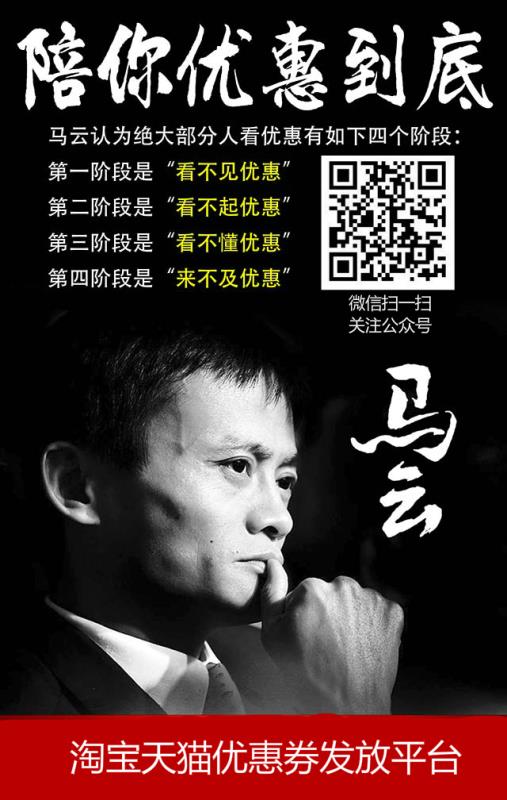 陪你优惠到底
马云认为绝大部分人看优惠有如下四个阶段：
第一阶段是“看不见优惠”
第二阶段是“看不起优惠”
第三阶段是“看不懂优惠”
第四阶段是“来不及优惠”
微信扫一扫
关注公众号
马云
淘宝天猫优惠券发放平台